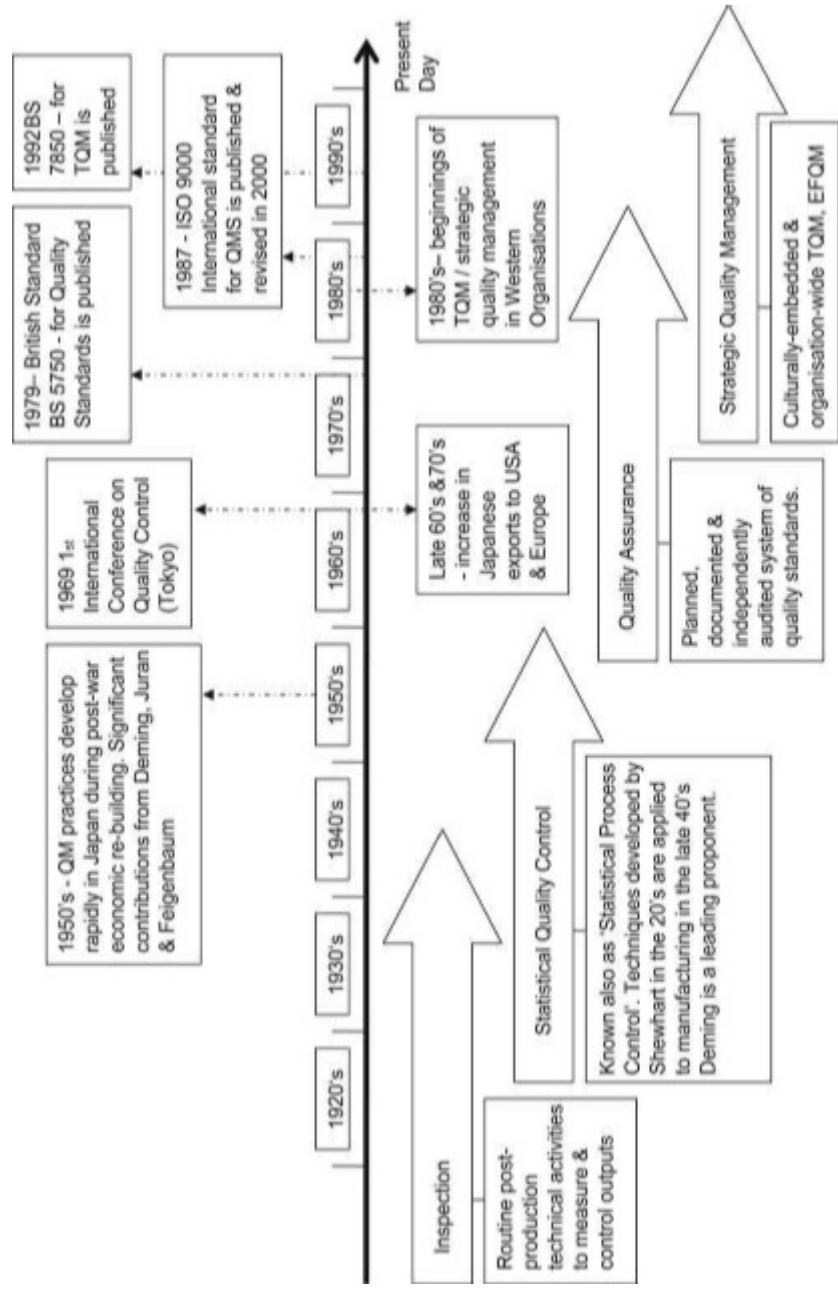 1950's - QM practices develop
rapidly in Japan during post-war
economic re-building. Significant
contributions from Deming, Juran
& Feigenbaum
1969 1st
International
Conference on
Quality Control
(Tokyo)
1979– British Standard
BS 5750 - for Quality
Standards is published
1992BS
7850 – for
TQM is
published
1987 - ISO 9000
International standard
for QMS is published &
revised in 2000
1920's
1930's
1940's
1950's
1960's
1970's
1980's
1990's
Present
Day
Late 60's &70's
- increase in
Japanese
exports to USA
& Europe
1980's– beginnings of
TQM / strategic
quality management
in Western
Organisations
Inspection
Routine post-
production
technical activities
to measure &
control outputs
Statistical Quality Control
Known also as 'Statistical Process
Control'. Techniques developed by
Shewhart in the 20's are applied
to manufacturing in the late 40's
Deming is a leading proponent.
Quality Assurance
Planned,
documented &
independently
audited system of
quality standards.
Strategic Quality Management
Culturally-embedded &
organisation-wide TQM, EFQM